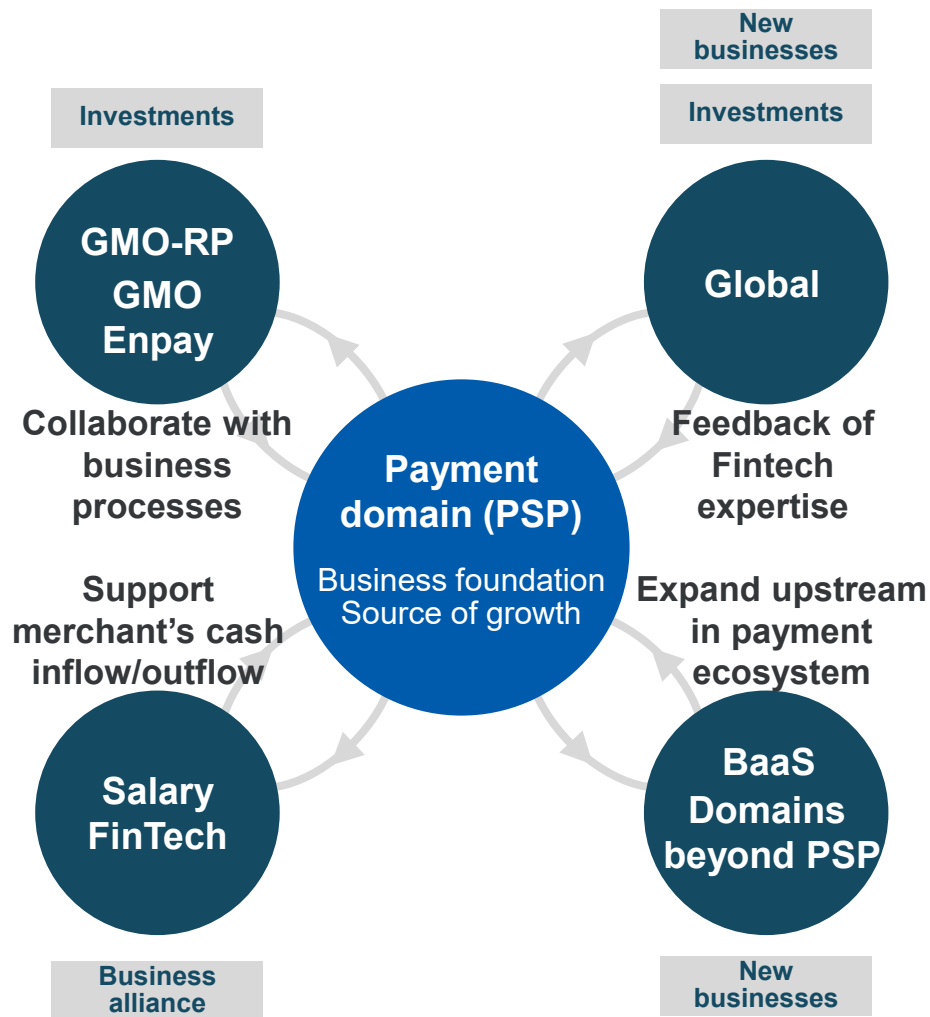 New
businesses
Investments
Investments
GMO-RP
GMO
Enpay
Global
Collaborate with
business
processes
Feedback of
Fintech
expertise
Payment
domain (PSP)
Business foundation
Source of growth
Support
merchant’s cash
inflow/outflow
Expand upstream
in payment
ecosystem
Salary
FinTech
BaaS
Domains
beyond PSP
Business
alliance
New
businesses